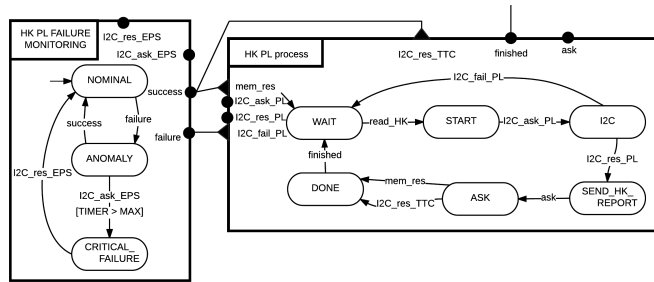 HK PL FAILURE
MONITORING
I2C_res_EPS
I2C_ask_EPS
NOMINAL
success
success
failure
failure
ANOMALY
I2C_res_EPS
I2C_ask_EPS
[TIMER > MAX]
CRITICAL_
FAILURE
HK PL process
I2C_res_TTC
finished
ask
mem_res
I2C_ask_PL
I2C_res_PL
I2C_fail_PL
I2C_fail_PL
WAIT
read_HK
START
I2C_ask_PL
I2C
I2C_res_PL
finished
DONE
mem_res
I2C_res_TTC
ASK
ask
SEND_HK_
REPORT